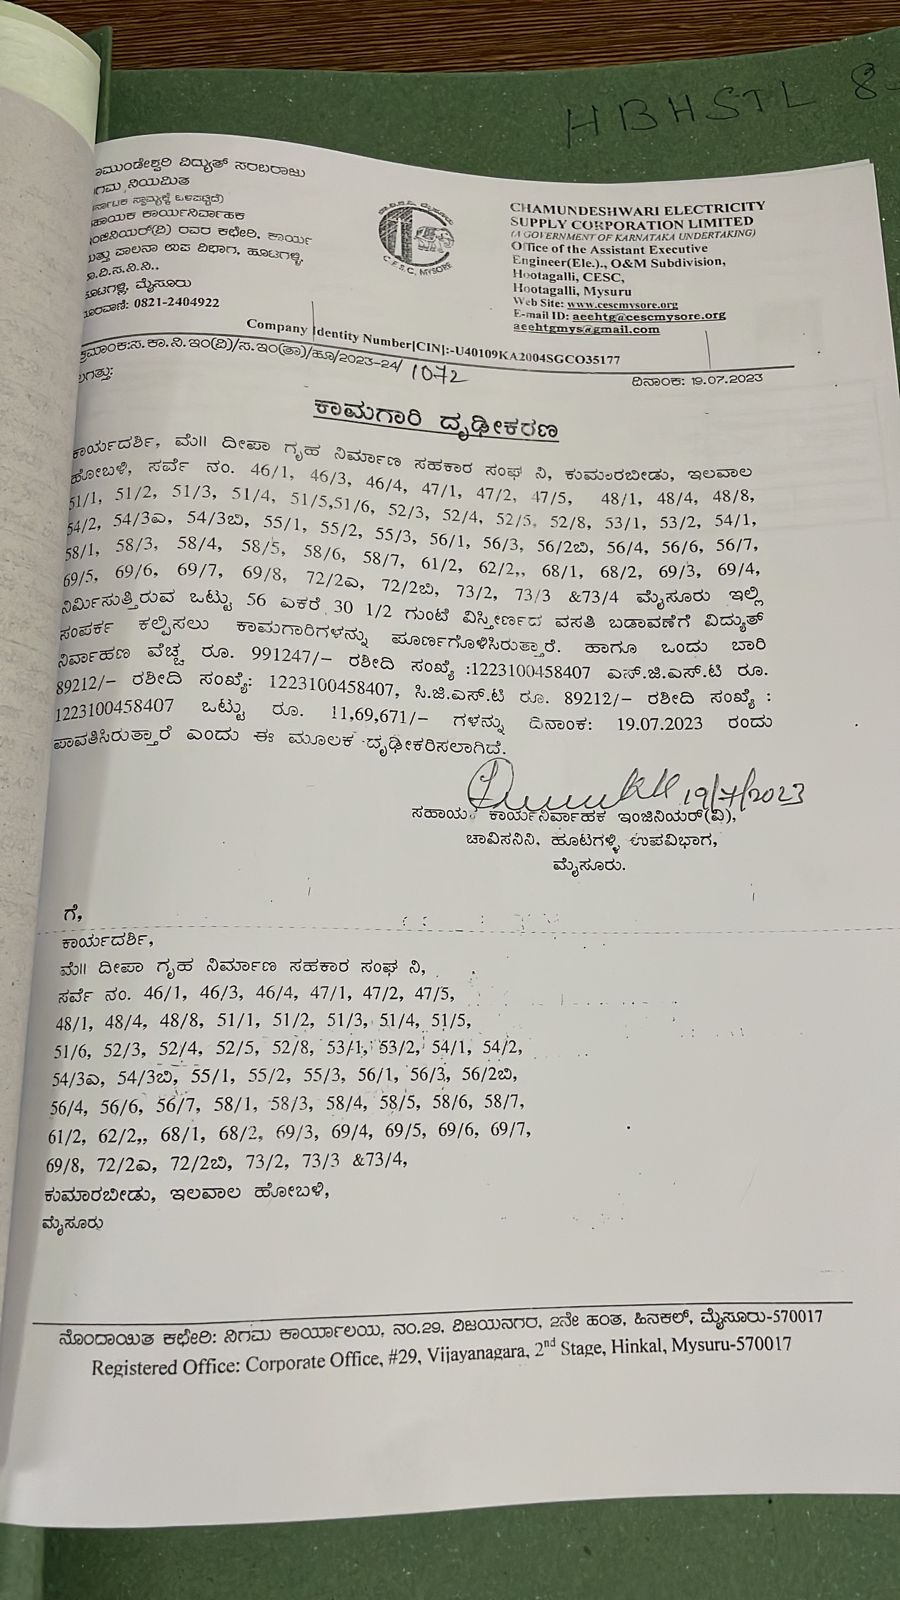 HBHSTL 8
ಾಮುಂಡೇಶ್ವರಿ ವಿದ್ಯುತ್ ಸರಬರಾಜು
ಿಗಮ ನಿಯಮಿತ
ರ್ನಾಟಕ ಸ್ವಾಮ್ಯಕ್ಕೆ ಒಳಪಟ್ಟಿದೆ)
ಹಾಯಕ ಕಾರ್ಯನಿರ್ವಾಹಕ
ಂಜಿನಿಯರ್(ವಿ) ರವರ ಕಛೇರಿ, ಕಾರ್ಯ
ತ್ತು ಪಾಲನಾ ಉಪ ವಿಭಾಗ, ಹೂಟಗಳ್ಳಿ,
ಾ.ವಿ.ಸ.ನಿ.ನಿ.,
ೂಟಗಳ್ಳಿ, ಮೈಸೂರು
ೂರವಾಣಿ: 0821-2404922
C.E.S.C, MYSORE
CHAMUNDESHWARI ELECTRICITY
SUPPLY CORPORATION LIMITED
(A GOVERNMENT OF KARNATAKA UNDERTAKING)
Office of the Assistant Executive
Engineer(Ele.)., O&M Subdivision,
Hootagalli, CESC,
Hootagalli, Mysuru
Web Site: www.cescmysore.org
E-mail ID: aeehtg@cescmysore.org
aeehtgmys@gmail.com
Company Identity Number[CIN]:-U40109KA2004SGCO35177
ಕ್ರಮಾಂಕ:ಸ.ಕಾ.ನಿ.ಇಂ(ವಿ)/ಸ.ಇಂ(ತಾ)/ಹೂ/2023-24/ 1072
ಲಗತ್ತು:
ದಿನಾಂಕ: 19.07.2023
ಕಾಮಗಾರಿ ದೃಢೀಕರಣ
ಕಾರ್ಯದರ್ಶಿ, ಮೆ|| ದೀಪಾ ಗೃಹ ನಿರ್ಮಾಣ ಸಹಕಾರ ಸಂಘ ನಿ, ಕುಮಾರಬೀಡು, ಇಲವಾಲ
ಹೋಬಳಿ, ಸರ್ವೆ ನಂ. 46/1, 46/3, 46/4, 47/1, 47/2, 47/5, 48/1, 48/4, 48/8,
51/1, 51/2, 51/3, 51/4, 51/5,51/6, 52/3, 52/4, 52/5, 52/8, 53/1, 53/2, 54/1,
54/2, 54/3ಎ, 54/3ಬಿ, 55/1, 55/2, 55/3, 56/1, 56/3, 56/2ಬಿ, 56/4, 56/6, 56/7,
58/1, 58/3, 58/4, 58/5, 58/6, 58/7, 61/2, 62/2,, 68/1, 68/2, 69/3, 69/4,
69/5, 69/6, 69/7, 69/8, 72/2ಎ, 72/2ಬಿ, 73/2, 73/3 &73/4 ಮೈಸೂರು ಇಲ್ಲಿ
ನಿರ್ಮಿಸುತ್ತಿರುವ ಒಟ್ಟು 56 ಎಕರೆ 30 1/2 ಗುಂಟೆ ವಿಸ್ತೀರ್ಣದ ವಸತಿ ಬಡಾವಣೆಗೆ ವಿದ್ಯುತ್
ಸಂಪರ್ಕ ಕಲ್ಪಿಸಲು ಕಾಮಗಾರಿಗಳನ್ನು ಪೂರ್ಣಗೊಳಿಸಿರುತ್ತಾರೆ. ಹಾಗೂ ಒಂದು ಬಾರಿ
ನಿರ್ವಾಹಣ ವೆಚ್ಚ ರೂ. 991247/- ರಶೀದಿ ಸಂಖ್ಯೆ :1223100458407 ಎಸ್.ಜಿ.ಎಸ್.ಟಿ ರೂ.
89212/- ರಶೀದಿ ಸಂಖ್ಯೆ: 1223100458407, ಸಿ.ಜಿ.ಎಸ್.ಟಿ ರೂ. 89212/- ರಶೀದಿ ಸಂಖ್ಯೆ :
1223100458407 ಒಟ್ಟು ರೂ. 11,69,671/- ಗಳನ್ನು ದಿನಾಂಕ: 19.07.2023 ರಂದು
ಪಾವತಿಸಿರುತ್ತಾರೆ ಎಂದು ಈ ಮೂಲಕ ದೃಢೀಕರಿಸಲಾಗಿದೆ.
19/7/2023
ಸಹಾಯಕ ಕಾರ್ಯನಿರ್ವಾಹಕ ಇಂಜಿನಿಯರ್(ವಿ),
ಚಾವಿಸನಿನಿ, ಹೂಟಗಳ್ಳಿ ಉಪವಿಭಾಗ,
ಮೈಸೂರು.
ಗೆ,
ಕಾರ್ಯದರ್ಶಿ,
ಮೆ|| ದೀಪಾ ಗೃಹ ನಿರ್ಮಾಣ ಸಹಕಾರ ಸಂಘ ನಿ,
ಸರ್ವೆ ನಂ. 46/1, 46/3, 46/4, 47/1, 47/2, 47/5,
48/1, 48/4, 48/8, 51/1, 51/2, 51/3, 51/4, 51/5,
51/6, 52/3, 52/4, 52/5, 52/8, 53/1, 53/2, 54/1, 54/2,
54/3ಎ, 54/3ಬಿ, 55/1, 55/2, 55/3, 56/1, 56/3, 56/2ಬಿ,
56/4, 56/6, 56/7, 58/1, 58/3, 58/4, 58/5, 58/6, 58/7,
61/2, 62/2,, 68/1, 68/2, 69/3, 69/4, 69/5, 69/6, 69/7,
69/8, 72/2ಎ, 72/2ಬಿ, 73/2, 73/3 &73/4,
ಕುಮಾರಬೀಡು, ಇಲವಾಲ ಹೋಬಳಿ,
ಮೈಸೂರು
ನೊಂದಾಯಿತ ಕಛೇರಿ: ನಿಗಮ ಕಾರ್ಯಾಲಯ, ನಂ.29, ವಿಜಯನಗರ, 2ನೇ ಹಂತ, ಹಿನಕಲ್, ಮೈಸೂರು-570017
Registered Office: Corporate Office, #29, Vijayanagara, 2nd Stage, Hinkal, Mysuru-570017